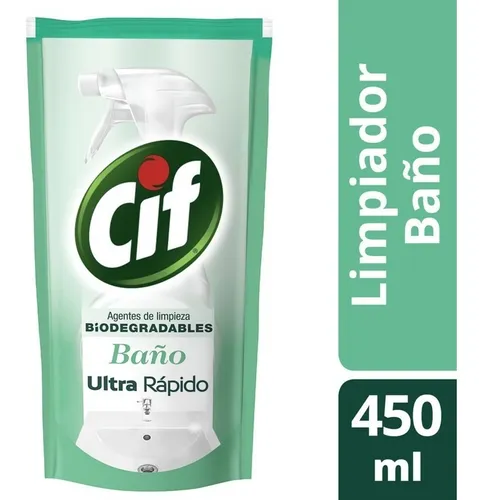 Cif
Agentes de limpieza
BiODEGRADABLES
Baño
Ultra Rápido
Limpiador
Baño
450
ml